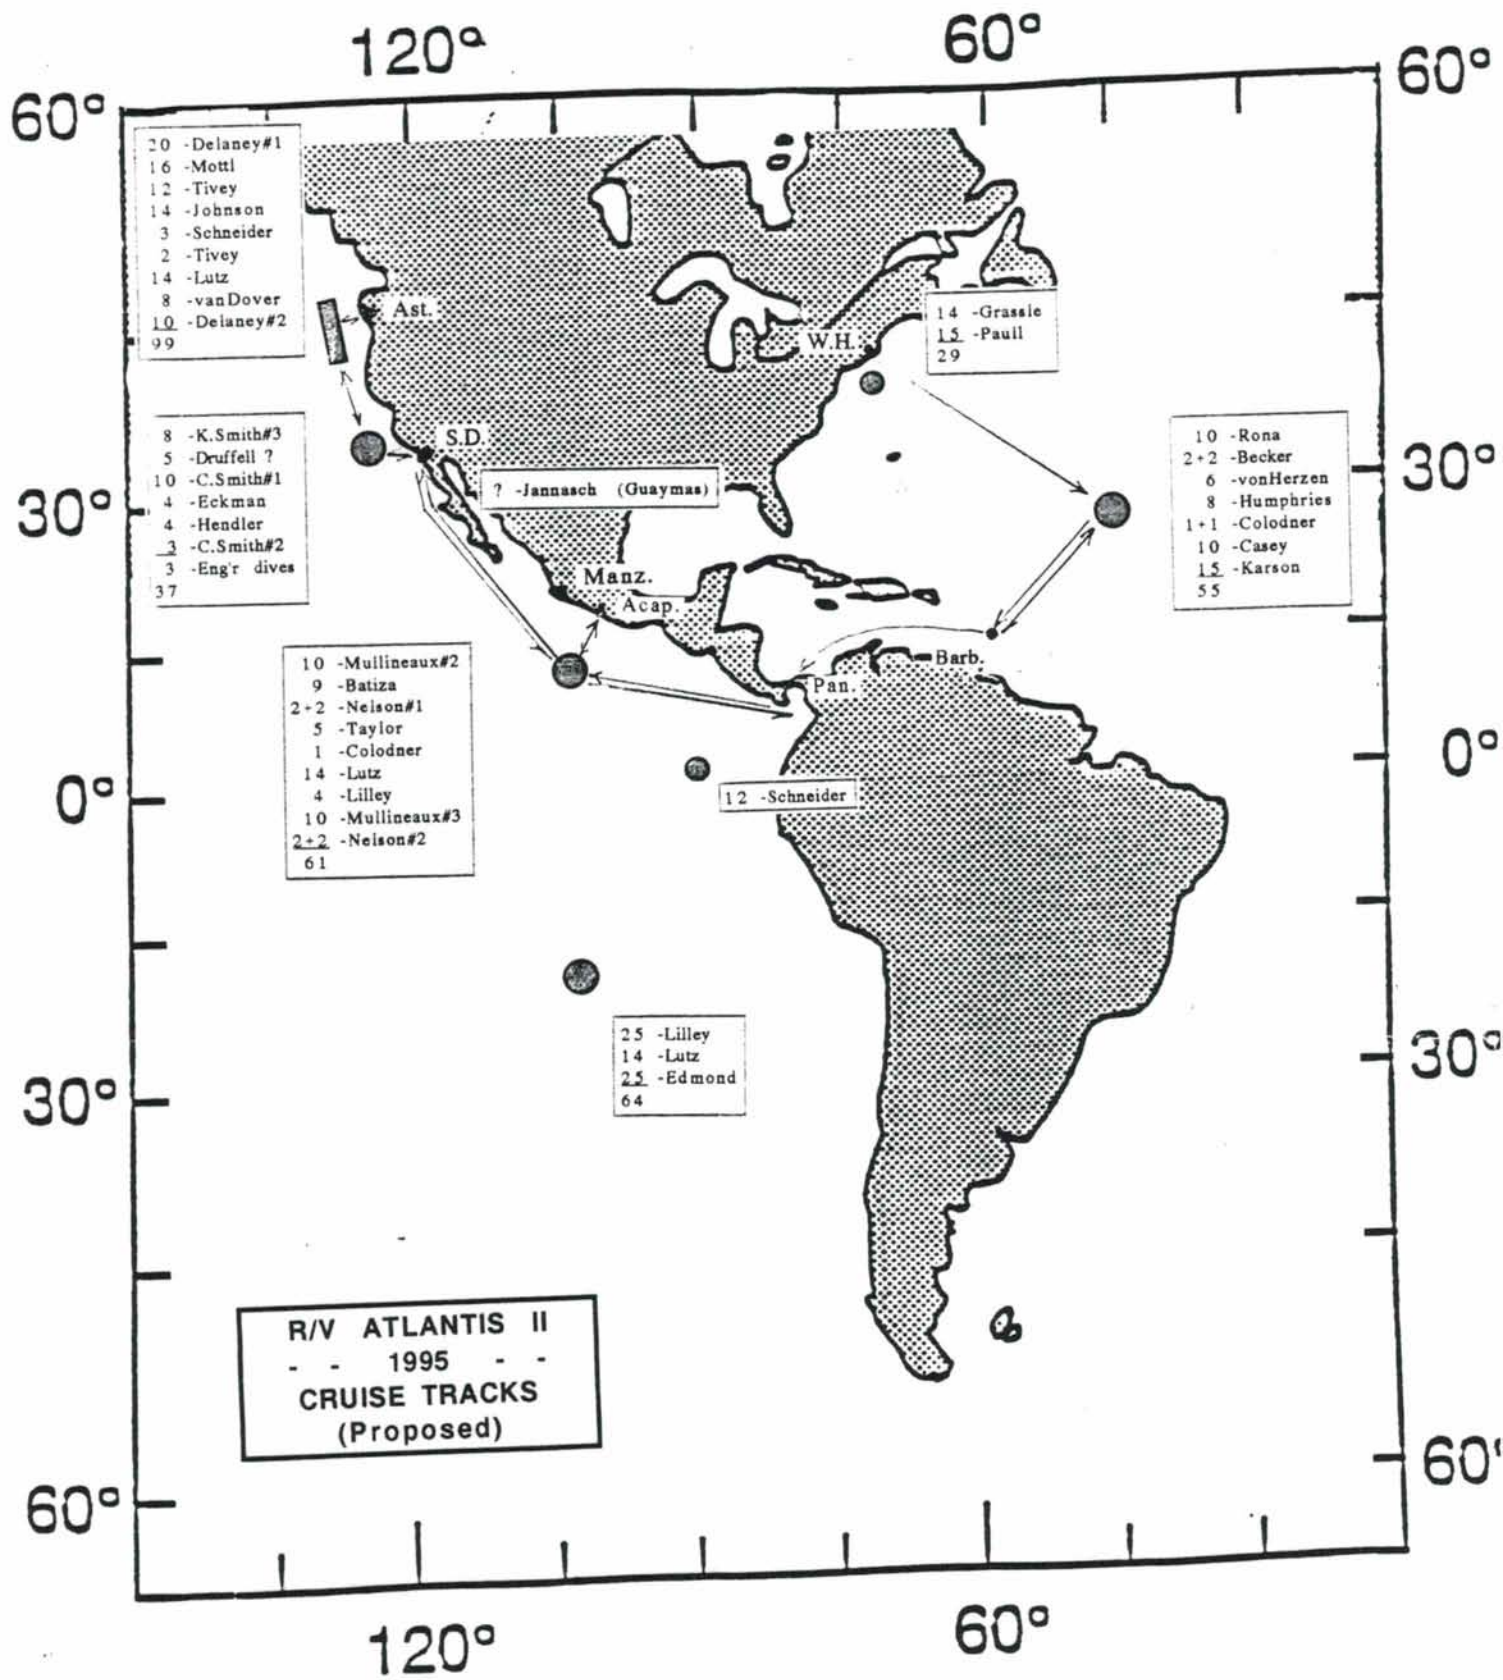 120°
60°
60°
60°
20 -Delaney#1
16 -Mottl
12 -Tivey
14 -Johnson
3 -Schneider
2 -Tivey
14 -Lutz
8 -vanDover
10 -Delaney#2
99
Ast.
W.H.
14 -Grassle
15 -Paull
29
8 -K.Smith#3
5 -Druffell ?
10 -C.Smith#1
4 -Eckman
4 -Hendler
3 -C.Smith#2
3 -Eng'r dives
37
S.D.
? -Jannasch (Guaymas)
10 -Rona
2+2 -Becker
6 -vonHerzen
8 -Humphries
1+1 -Colodner
10 -Casey
15 -Karson
55
30°
30°
Manz.
Acap.
Barb.
Pan.
10 -Mullineaux#2
9 -Batiza
2+2 -Nelson#1
5 -Taylor
1 -Colodner
14 -Lutz
4 -Lilley
10 -Mullineaux#3
2+2 -Nelson#2
61
0°
0°
12 -Schneider
25 -Lilley
14 -Lutz
25 -Edmond
64
30°
30°
R/V ATLANTIS II
- - 1995 - -
CRUISE TRACKS
(Proposed)
60°
60°
120°
60°